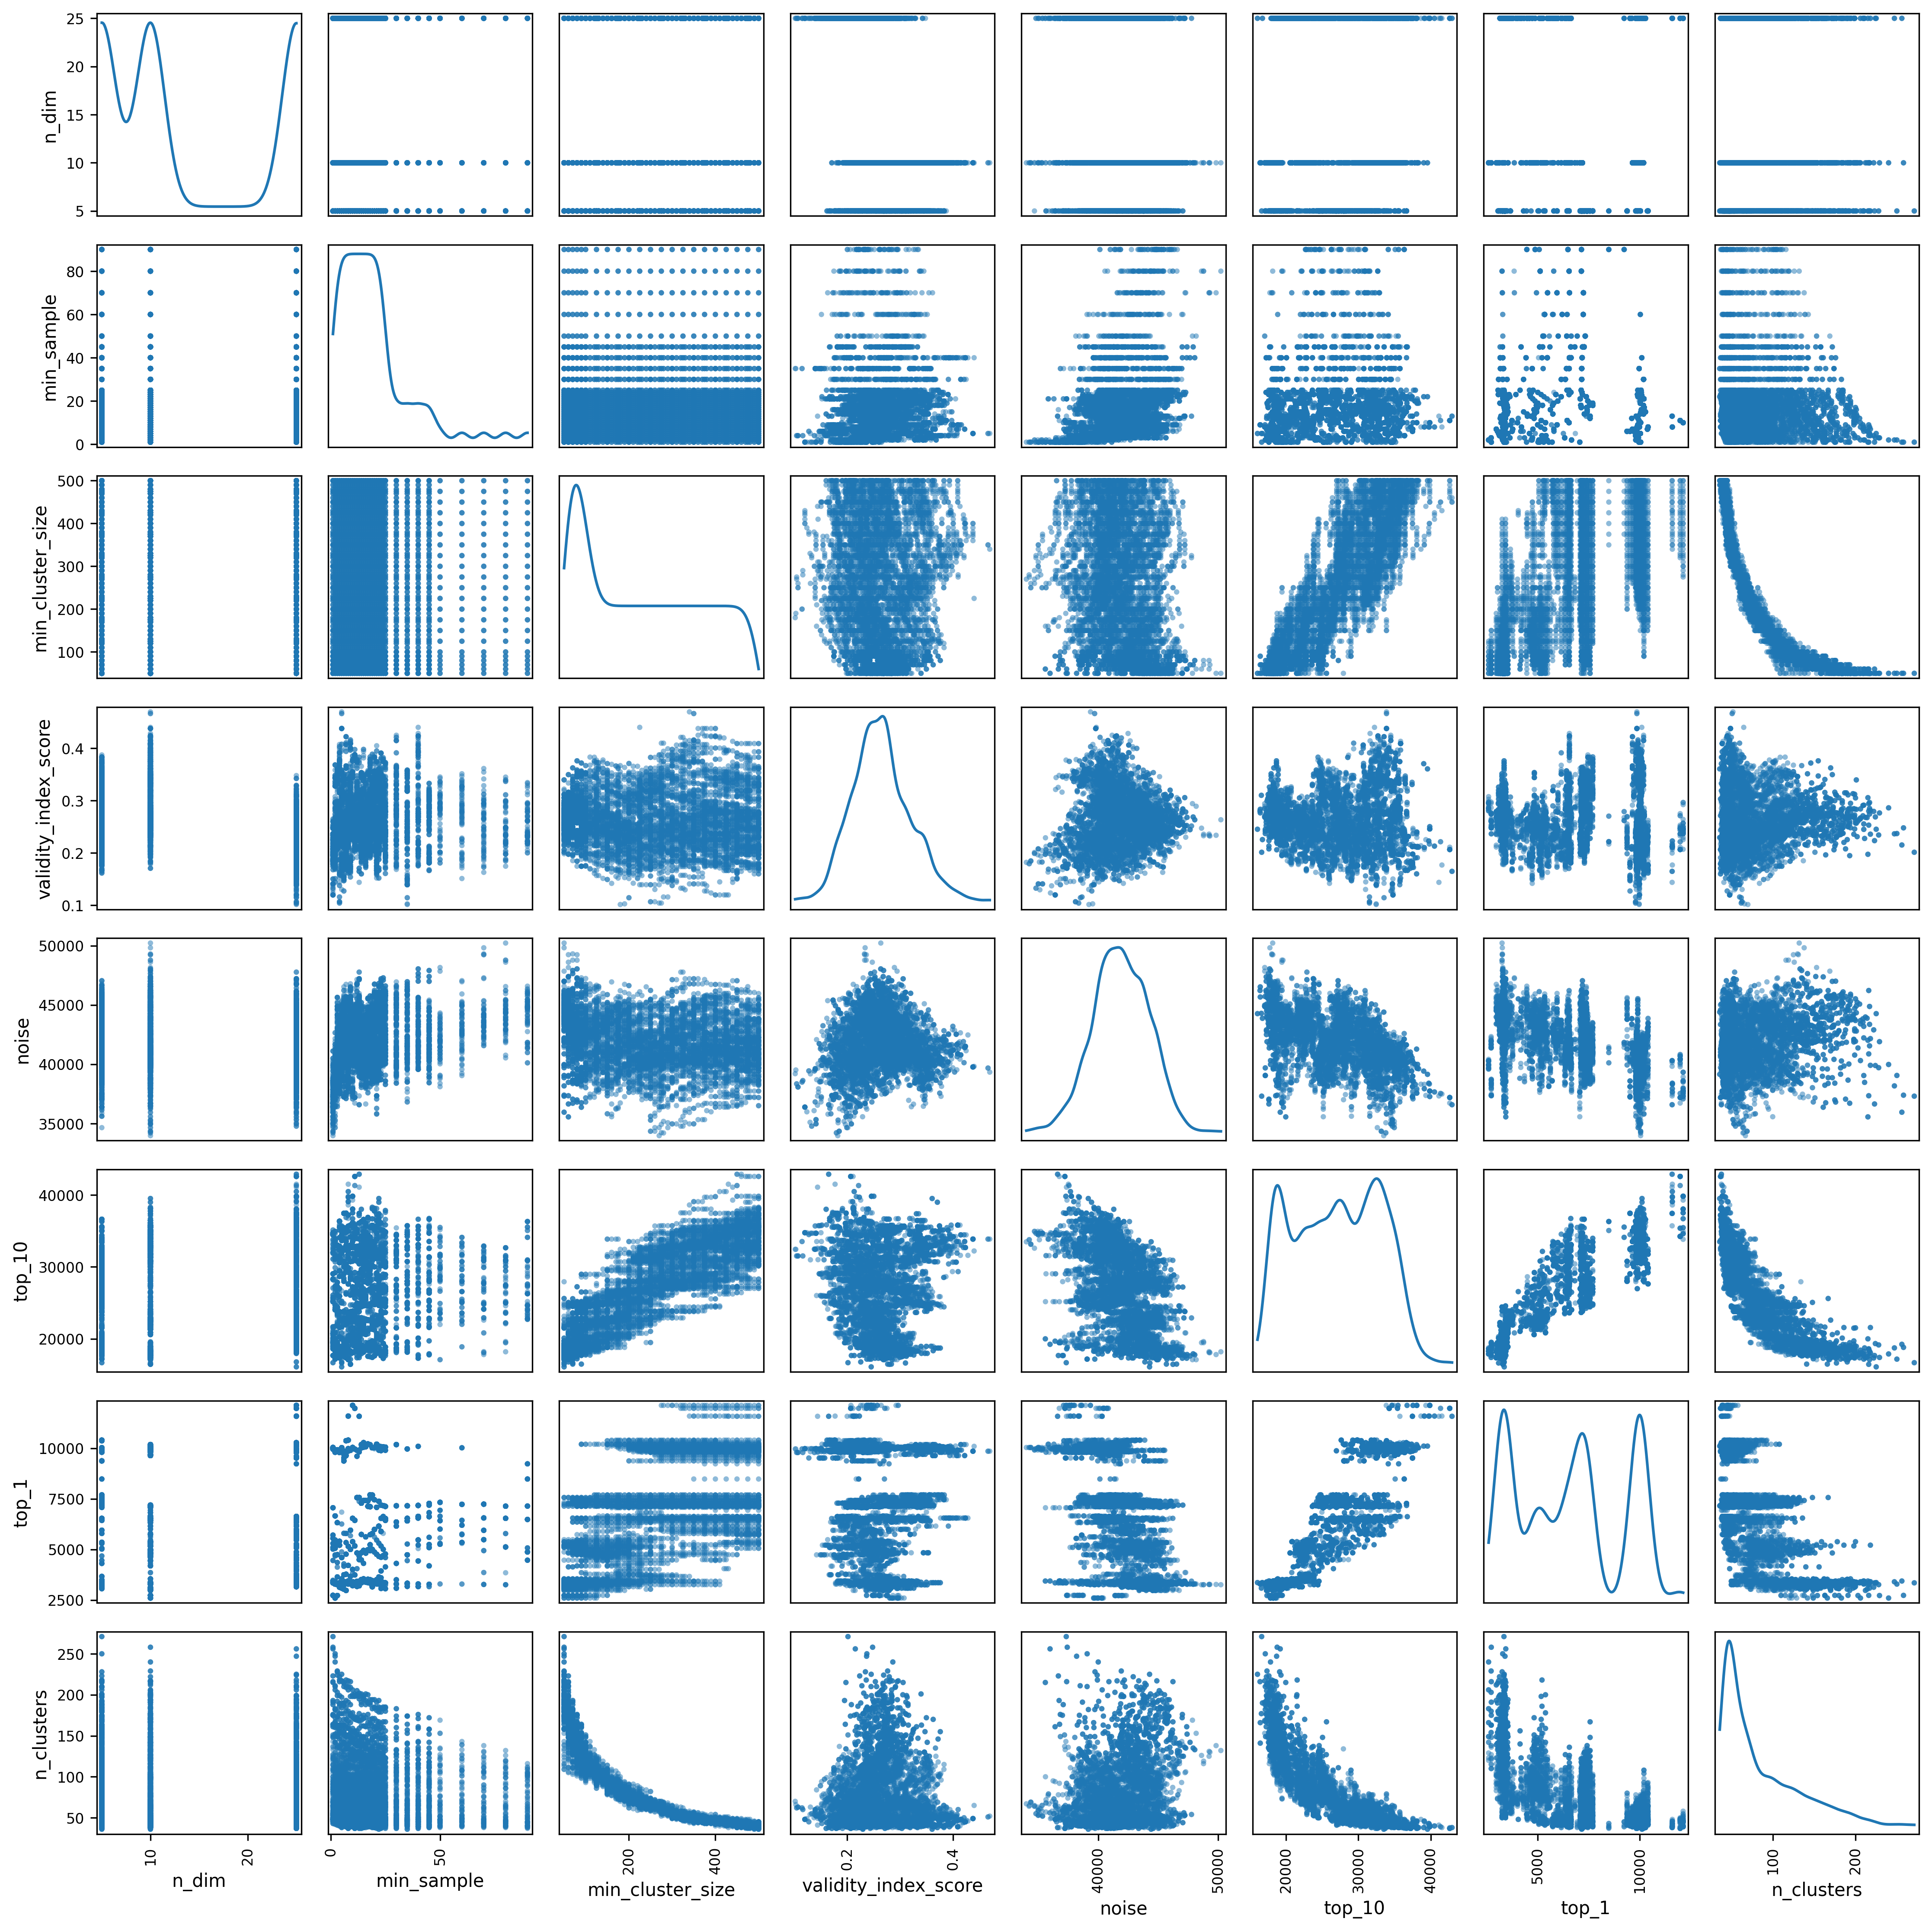 25
20
15
10
5
n_dim
80
60
40
20
0
min_sample
500
400
300
200
100
min_cluster_size
0.4
0.3
0.2
0.1
validity_index_score
50000
45000
40000
35000
noise
40000
30000
20000
top_10
10000
7500
5000
2500
top_1
250
200
150
100
50
n_clusters
10 20
n_dim
0 50
min_sample
200 400
min_cluster_size
0.2 0.4
validity_index_score
40000 50000
noise
20000 30000 40000
top_10
5000 10000
top_1
100 200
n_clusters